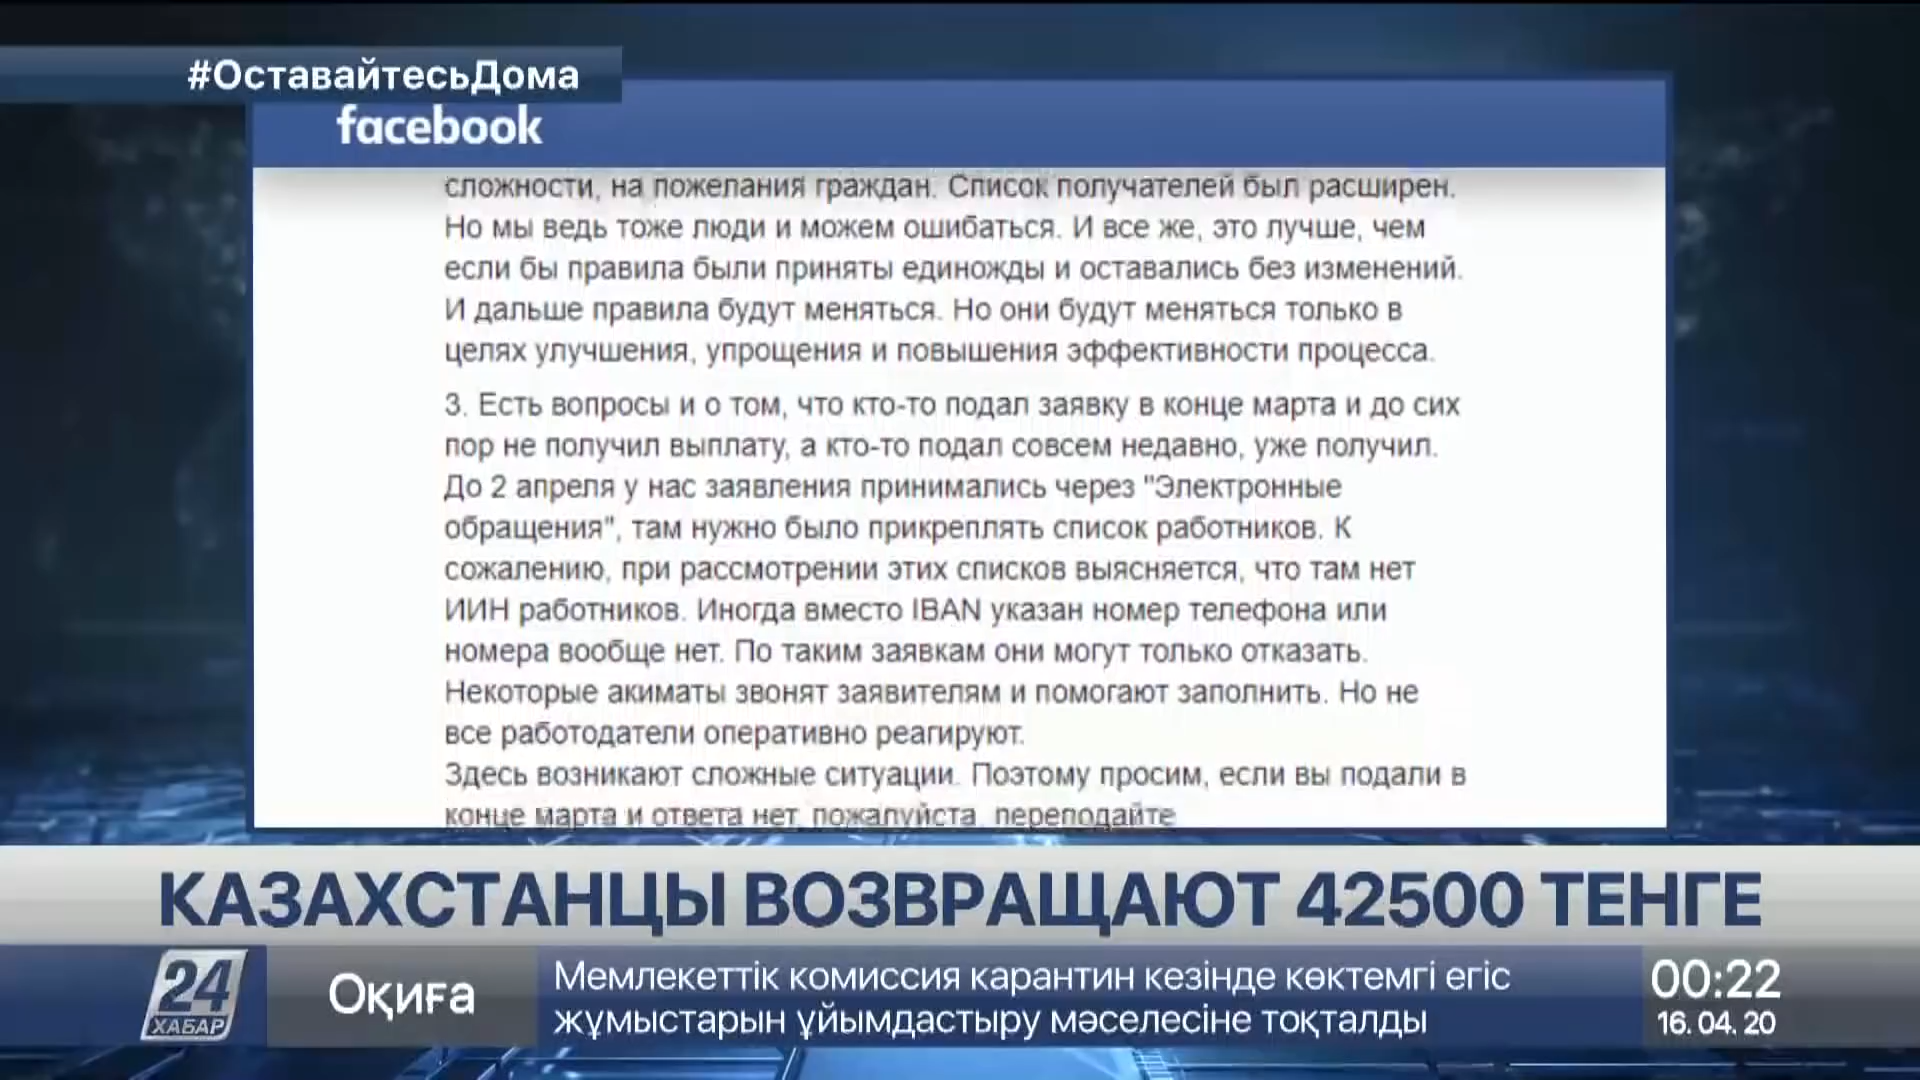 #ОставайтесьДома
facebook
сложности, на пожелания граждан. Список получателей был расширен.
Но мы ведь тоже люди и можем ошибаться. И все же, это лучше, чем
если бы правила были приняты единожды и оставались без изменений.
И дальше правила будут меняться. Но они будут меняться только в
целях улучшения, упрощения и повышения эффективности процесса.
3. Есть вопросы и о том, что кто-то подал заявку в конце марта и до сих
пор не получил выплату, а кто-то подал совсем недавно, уже получил.
До 2 апреля у нас заявления принимались через "Электронные
обращения", там нужно было прикреплять список работников. К
сожалению, при рассмотрении этих списков выясняется, что там нет
ИИН работников. Иногда вместо IBAN указан номер телефона или
номера вообще нет. По таким заявкам они могут только отказать.
Некоторые акиматы звонят заявителям и помогают заполнить. Но не
все работодатели оперативно реагируют.
Здесь возникают сложные ситуации. Поэтому просим, если вы подали в
конце марта и ответа нет, пожалуйста, переподайте
КАЗАХСТАНЦЫ ВОЗВРАЩАЮТ 42500 ТЕНГЕ
24
ХАБАР
Оқиға
Мемлекеттік комиссия карантин кезінде көктемгі егіс
жұмыстарын ұйымдастыру мәселесіне тоқталды
00:22
16. 04. 20